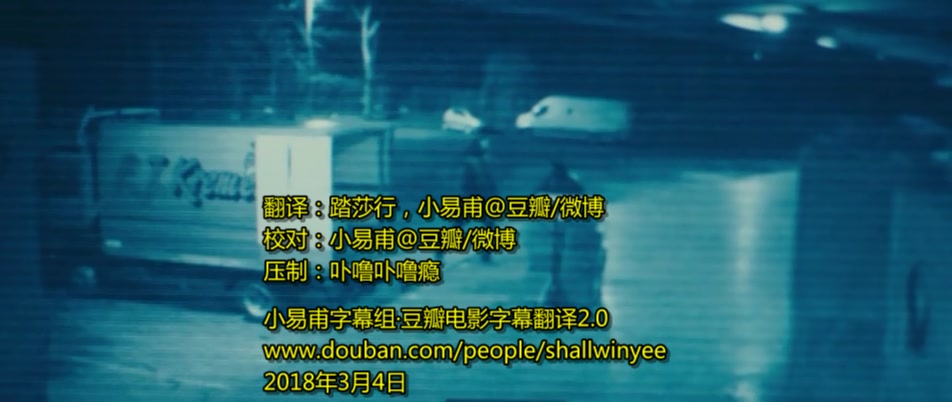 翻译：踏莎行，小易甫@豆瓣/微博
校对：小易甫@豆瓣/微博
压制：卟噜卟噜瘾
小易甫字幕组·豆瓣电影字幕翻译2.0
www.douban.com/people/shallwinyee
2018年3月4日